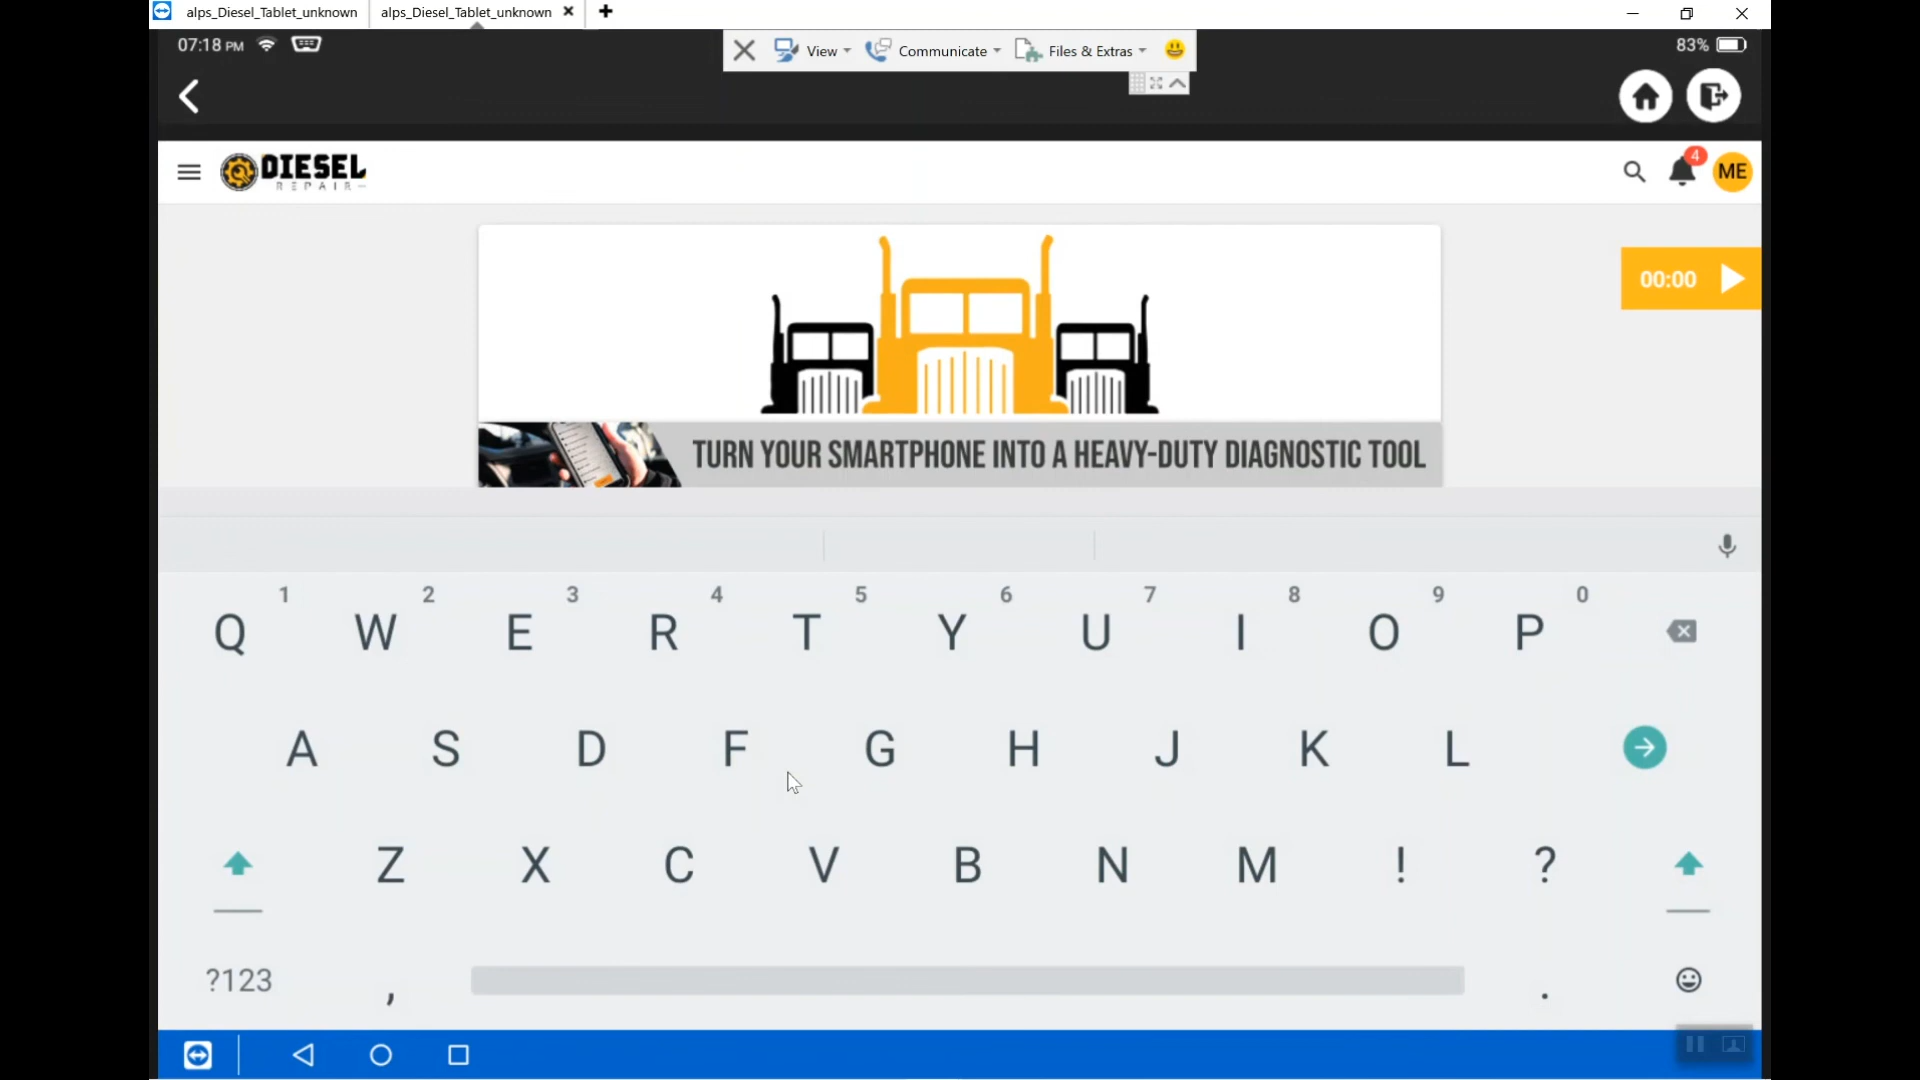 alps_Diesel_Tablet_unknown alps_Diesel_Tablet_unknown
07:18 PM
View Communicate Files & Extras
83%
DIESEL
REPAIR
4
ME
00:00
TURN YOUR SMARTPHONE INTO A HEAVY-DUTY DIAGNOSTIC TOOL
1 2 3 4 5 6 7 8 9 0
Q W E R T Y U I O P
A S D F G H J K L
Z X C V B N M ! ?
?123 , .